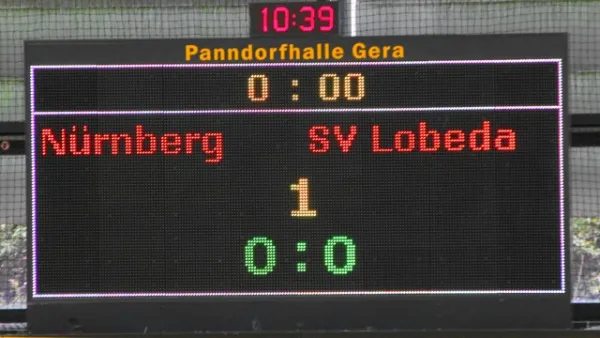 10:39
Panndorfhalle Gera
0 : 00
Nürnberg SV Lobeda
1
0:0